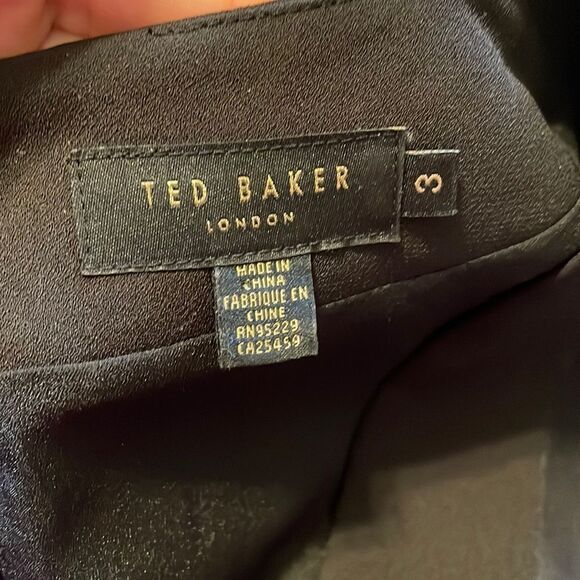 TED BAKER
LONDON
3
MADE IN
CHINA
FABRIQUE EN
CHINE
RN95229
CA25459